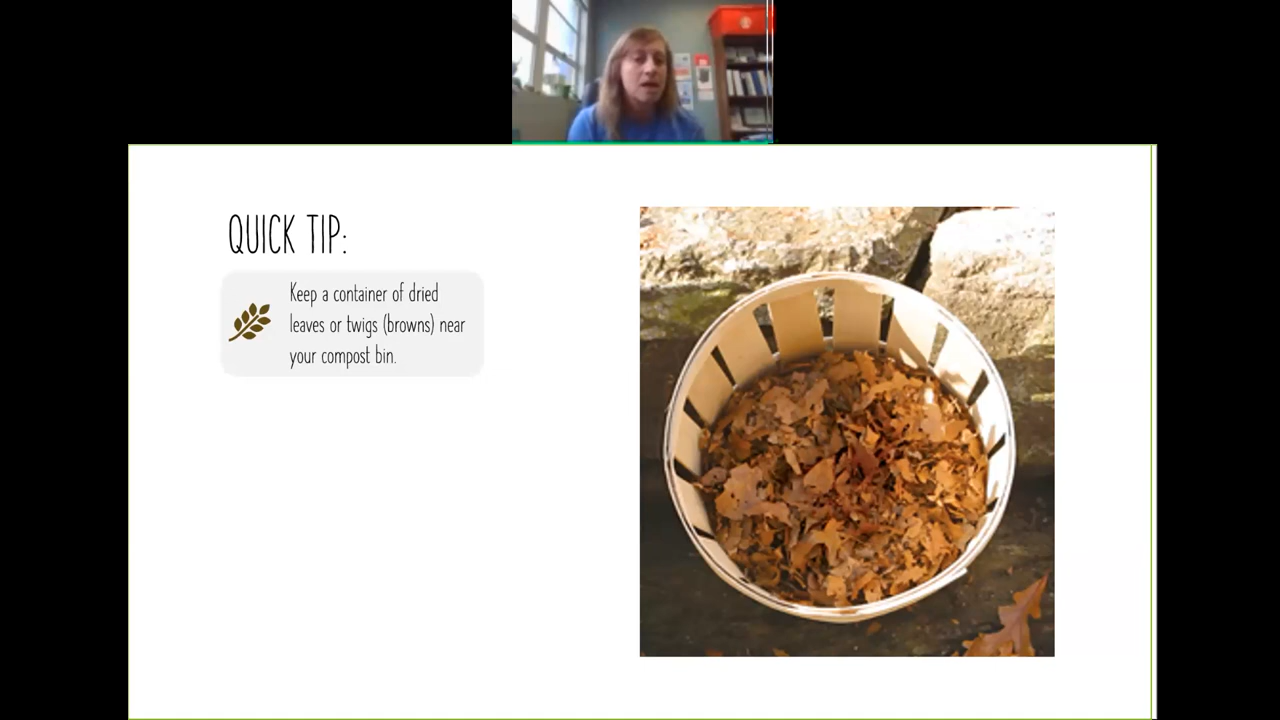 QUICK TIP:
Keep a container of dried
leaves or twigs (browns) near
your compost bin.